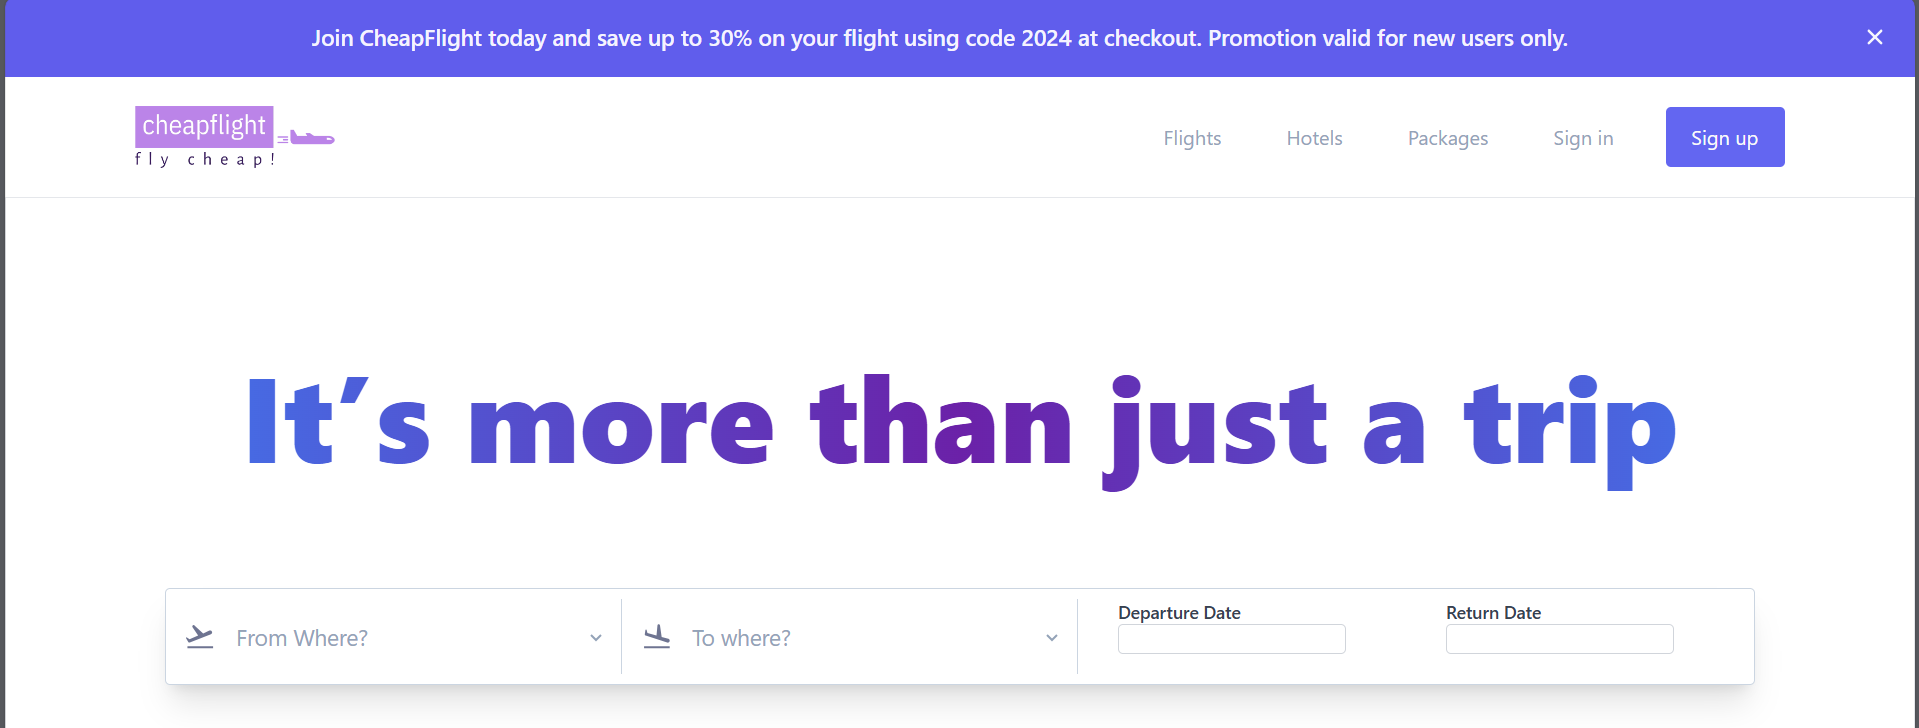 Join CheapFlight today and save up to 30% on your flight using code 2024 at checkout. Promotion valid for new users only.
cheapflight
fly cheap!
Flights
Hotels
Packages
Sign in
Sign up
It’s more than just a trip
From Where?
To where?
Departure Date
Return Date